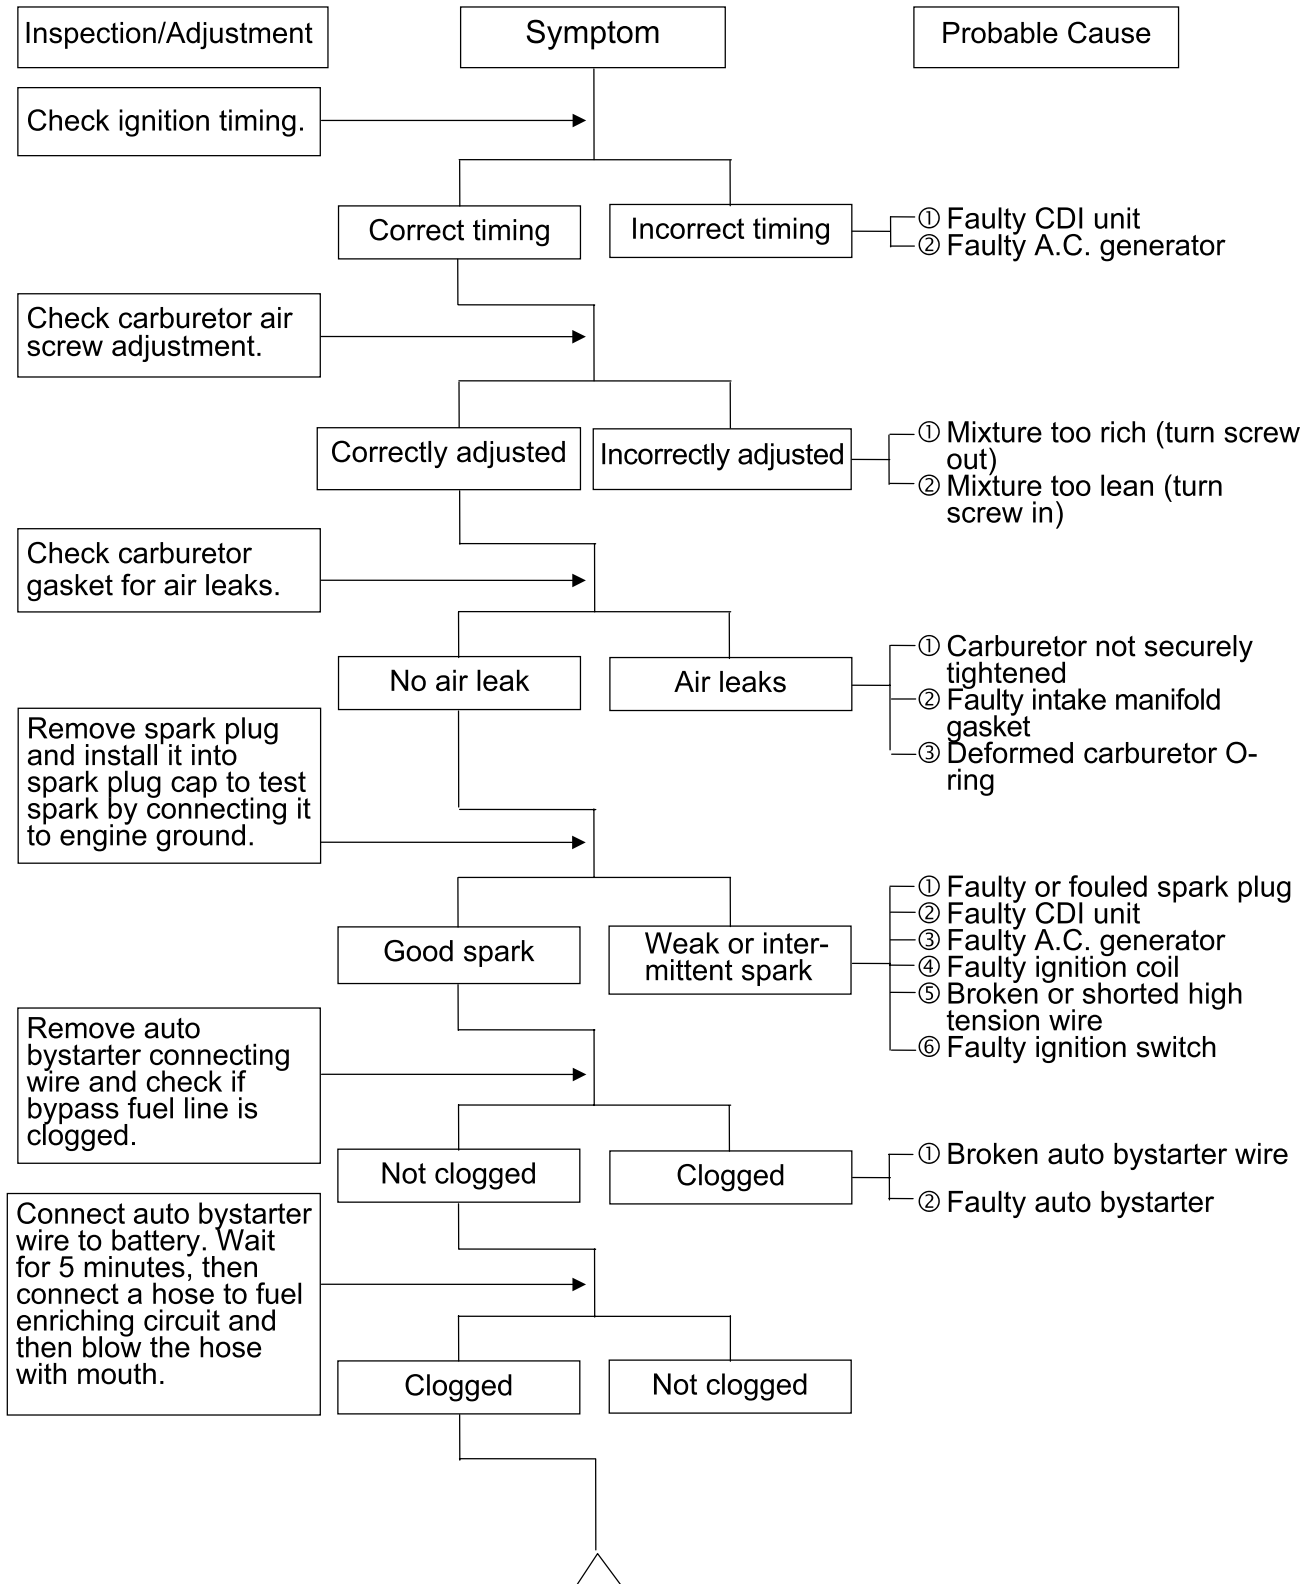 Inspection/Adjustment
Symptom
Probable Cause
Check ignition timing.
Correct timing
Incorrect timing
① Faulty CDI unit
② Faulty A.C. generator
Check carburetor air
screw adjustment.
Correctly adjusted
Incorrectly adjusted
① Mixture too rich (turn screw
out)
② Mixture too lean (turn
screw in)
Check carburetor
gasket for air leaks.
No air leak
Air leaks
① Carburetor not securely
tightened
② Faulty intake manifold
gasket
③ Deformed carburetor O-
ring
Remove spark plug
and install it into
spark plug cap to test
spark by connecting it
to engine ground.
Good spark
Weak or inter-
mittent spark
① Faulty or fouled spark plug
② Faulty CDI unit
③ Faulty A.C. generator
④ Faulty ignition coil
⑤ Broken or shorted high
tension wire
⑥ Faulty ignition switch
Remove auto
bystarter connecting
wire and check if
bypass fuel line is
clogged.
Not clogged
Clogged
① Broken auto bystarter wire
② Faulty auto bystarter
Connect auto bystarter
wire to battery. Wait
for 5 minutes, then
connect a hose to fuel
enriching circuit and
then blow the hose
with mouth.
Clogged
Not clogged